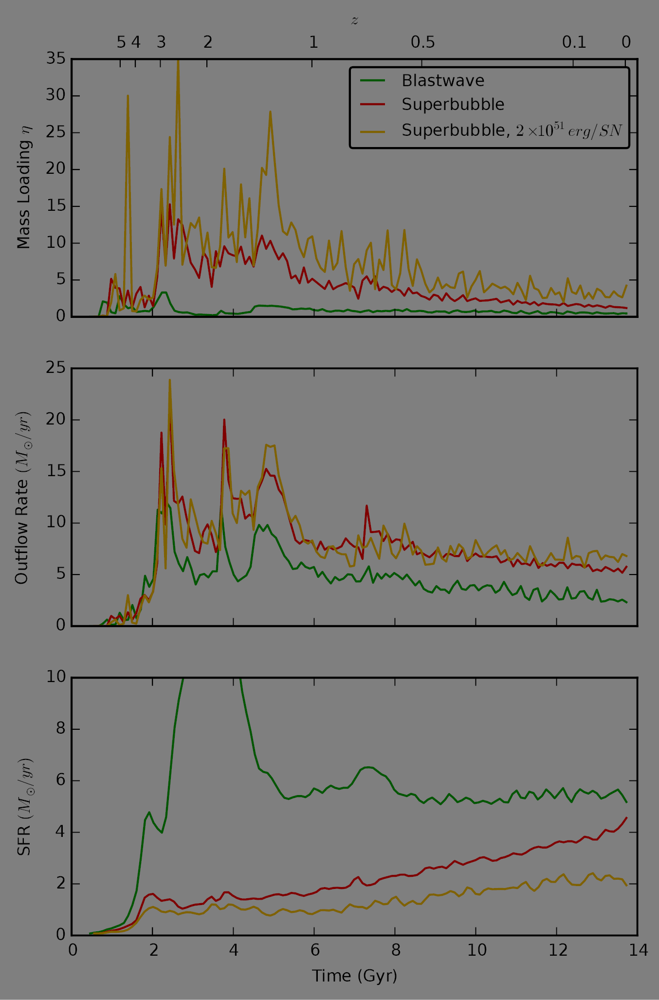 z
5 4 3 2 1 0.5 0.1 0
35
30
25
20
15
10
5
0
Mass Loading η
Blastwave
Superbubble
Superbubble, 2×10⁵¹ erg/SN
25
20
15
10
5
0
Outflow Rate (M⊙/yr)
10
8
6
4
2
0
SFR (M⊙/yr)
0 2 4 6 8 10 12 14
Time (Gyr)